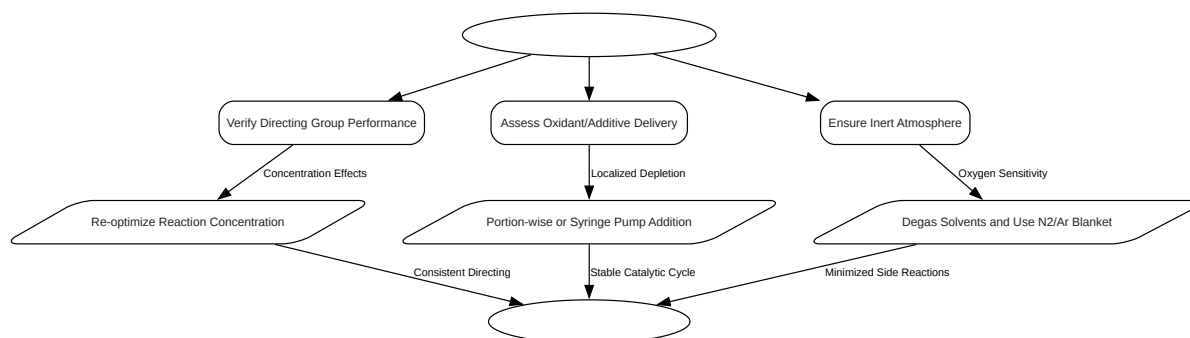 Verify Directing Group Performance
Assess Oxidant/Additive Delivery
Ensure Inert Atmosphere
Concentration Effects
Localized Depletion
Oxygen Sensitivity
Re-optimize Reaction Concentration
Portion-wise or Syringe Pump Addition
Degas Solvents and Use N2/Ar Blanket
Consistent Directing
Stable Catalytic Cycle
Minimized Side Reactions